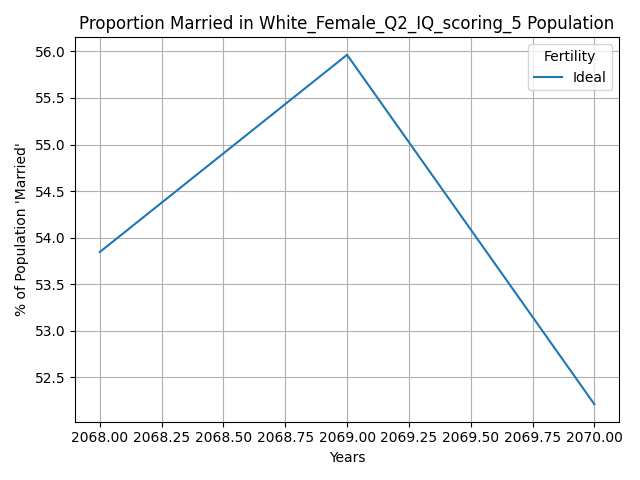 Proportion Married in White_Female_Q2_IQ_scoring_5 Population
Fertility
Ideal
% of Population 'Married'
56.0
55.5
55.0
54.5
54.0
53.5
53.0
52.5
2068.00 2068.25 2068.50 2068.75 2069.00 2069.25 2069.50 2069.75 2070.00
Years